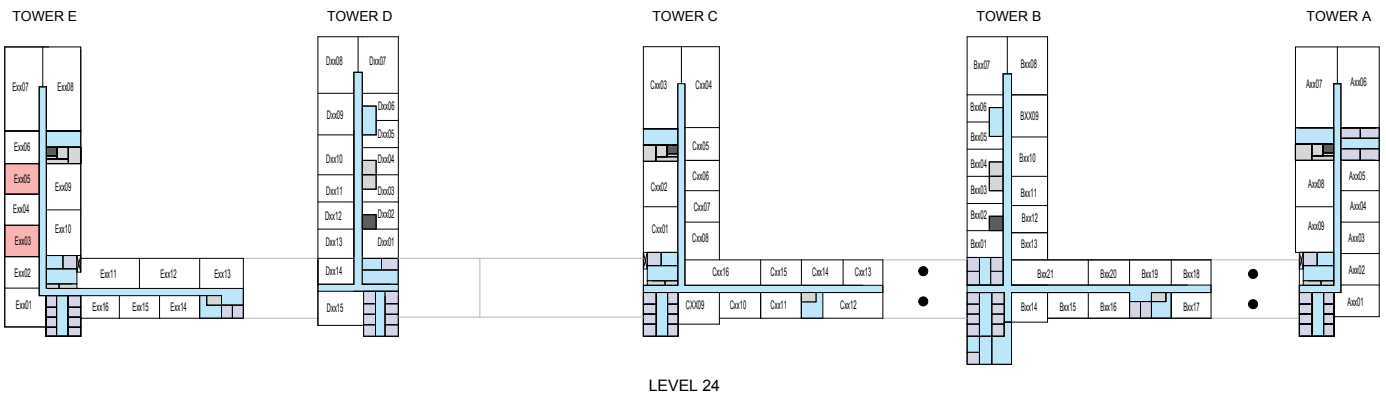 TOWER E
TOWER D
TOWER C
TOWER B
TOWER A
Exx07
Exx08
Exx06
Exx05
Exx09
Exx04
Exx03
Exx10
Exx02
Exx01
Exx11
Exx12
Exx13
Exx16
Exx15
Exx14
Dxx08
Dxx07
Dxx09
Dxx06
Dxx05
Dxx10
Dxx04
Dxx11
Dxx03
Dxx12
Dxx02
Dxx13
Dxx01
Dxx14
Dxx15
Cxx03
Cxx04
Cxx05
Cxx02
Cxx06
Cxx07
Cxx01
Cxx08
Cxx16
Cxx15
Cxx14
Cxx13
CXX09
Cxx10
Cxx11
Cxx12
Bxx07
Bxx08
Bxx06
BXX09
Bxx05
Bxx04
Bxx10
Bxx03
Bxx11
Bxx02
Bxx12
Bxx01
Bxx13
Bxx21
Bxx20
Bxx19
Bxx18
Bxx14
Bxx15
Bxx16
Bxx17
Axx07
Axx06
Axx08
Axx05
Axx04
Axx09
Axx03
Axx02
Axx01
LEVEL 24